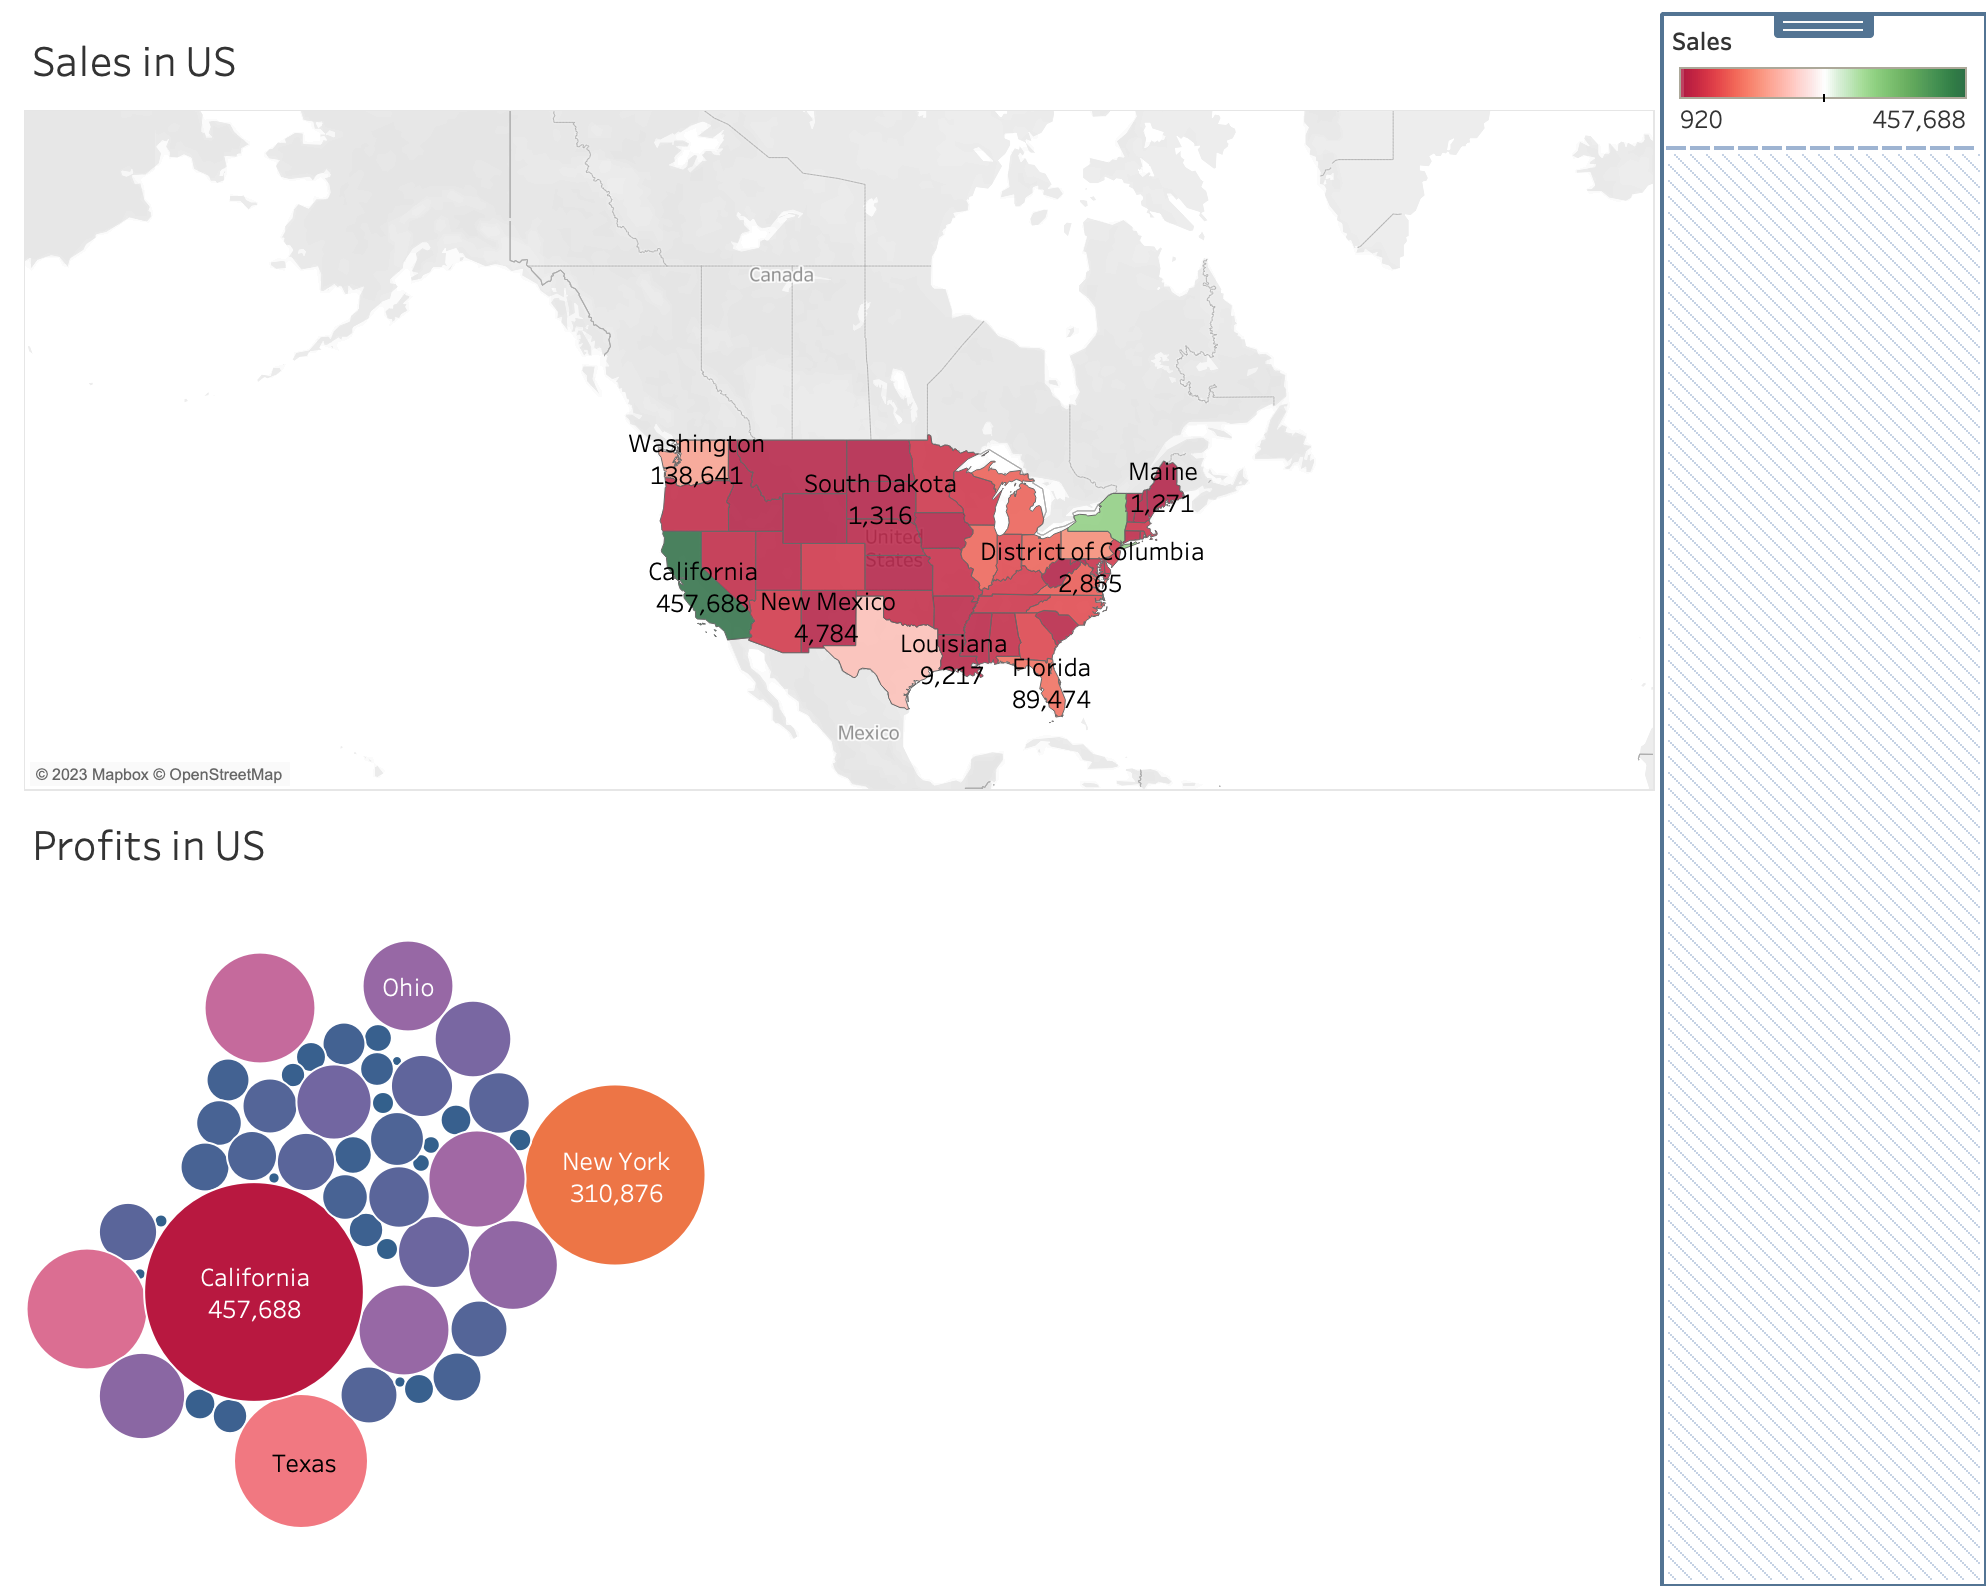 Sales in US
Sales
920
457,688
Canada
Washington
138,641
South Dakota
1,316
Maine
1,271
United
States
District of Columbia
2,865
California
457,688
New Mexico
4,784
Louisiana
9,217
Florida
89,474
Mexico
© 2023 Mapbox © OpenStreetMap
Profits in US
Ohio
New York
310,876
California
457,688
Texas